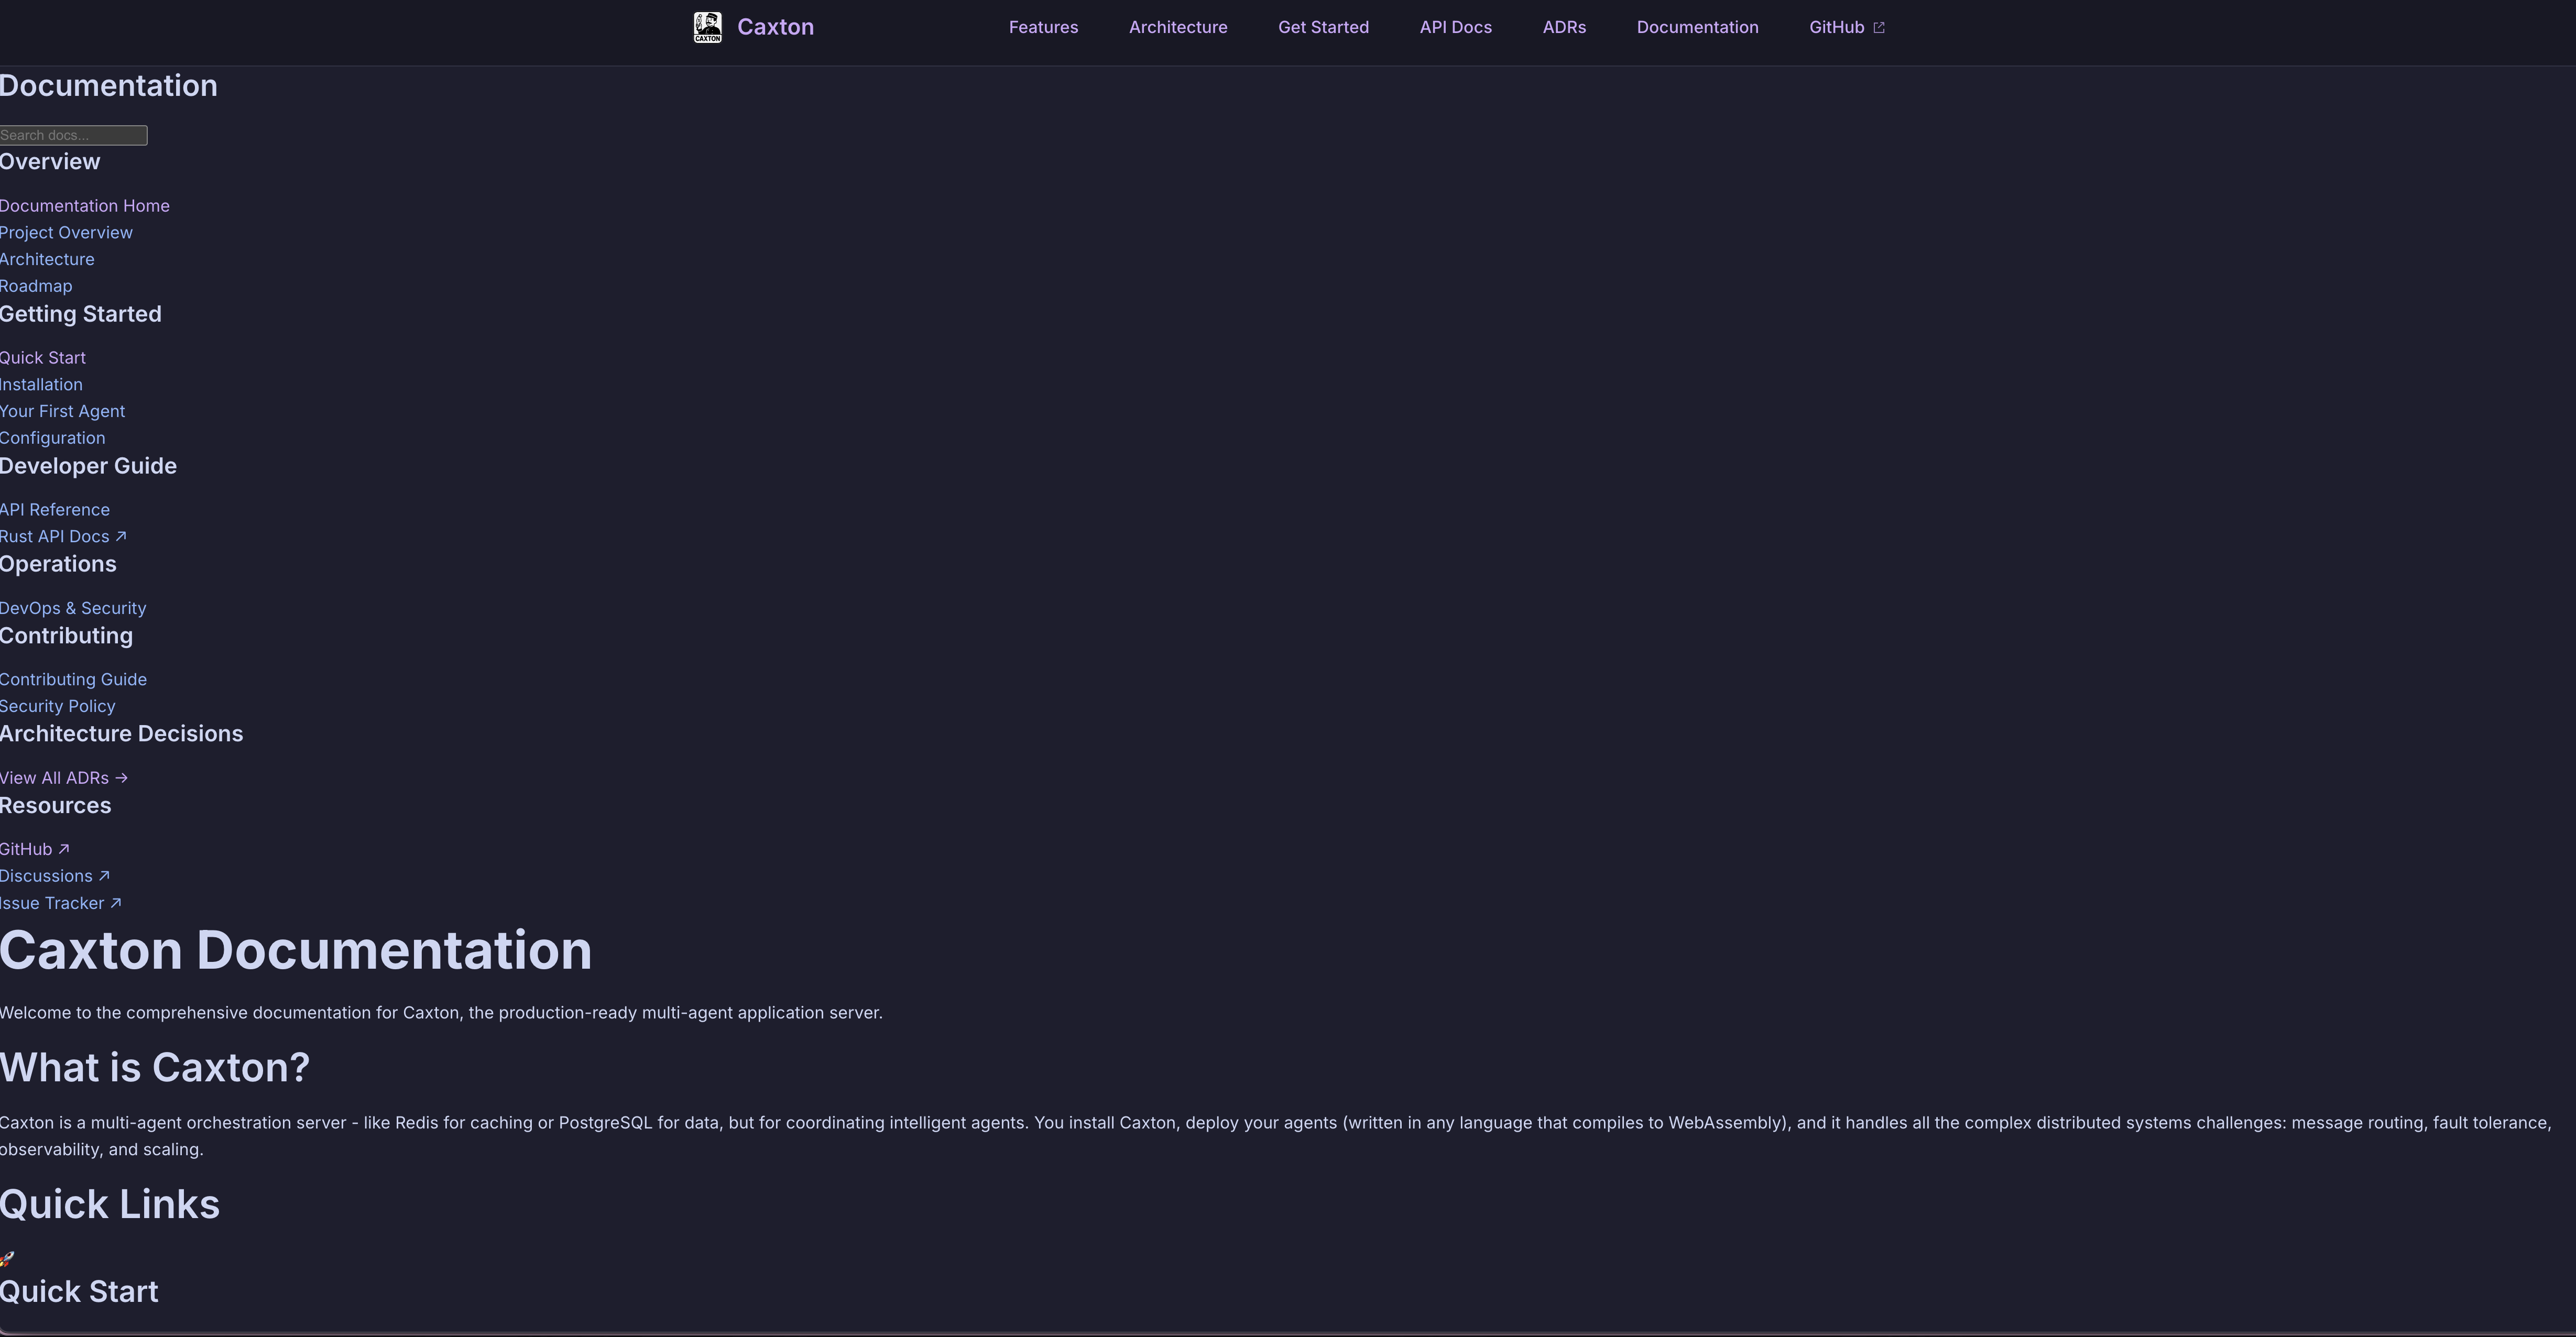 CAXTON
Caxton
Features
Architecture
Get Started
API Docs
ADRs
Documentation
GitHub
Documentation
Search docs...
Overview
Documentation Home
Project Overview
Architecture
Roadmap
Getting Started
Quick Start
Installation
Your First Agent
Configuration
Developer Guide
API Reference
Rust API Docs ↗
Operations
DevOps & Security
Contributing
Contributing Guide
Security Policy
Architecture Decisions
View All ADRs →
Resources
GitHub ↗
Discussions ↗
Issue Tracker ↗
Caxton Documentation
Welcome to the comprehensive documentation for Caxton, the production-ready multi-agent application server.
What is Caxton?
Caxton is a multi-agent orchestration server - like Redis for caching or PostgreSQL for data, but for coordinating intelligent agents. You install Caxton, deploy your agents (written in any language that compiles to WebAssembly), and it handles all the complex distributed systems challenges: message routing, fault tolerance,
observability, and scaling.
Quick Links
🚀
Quick Start